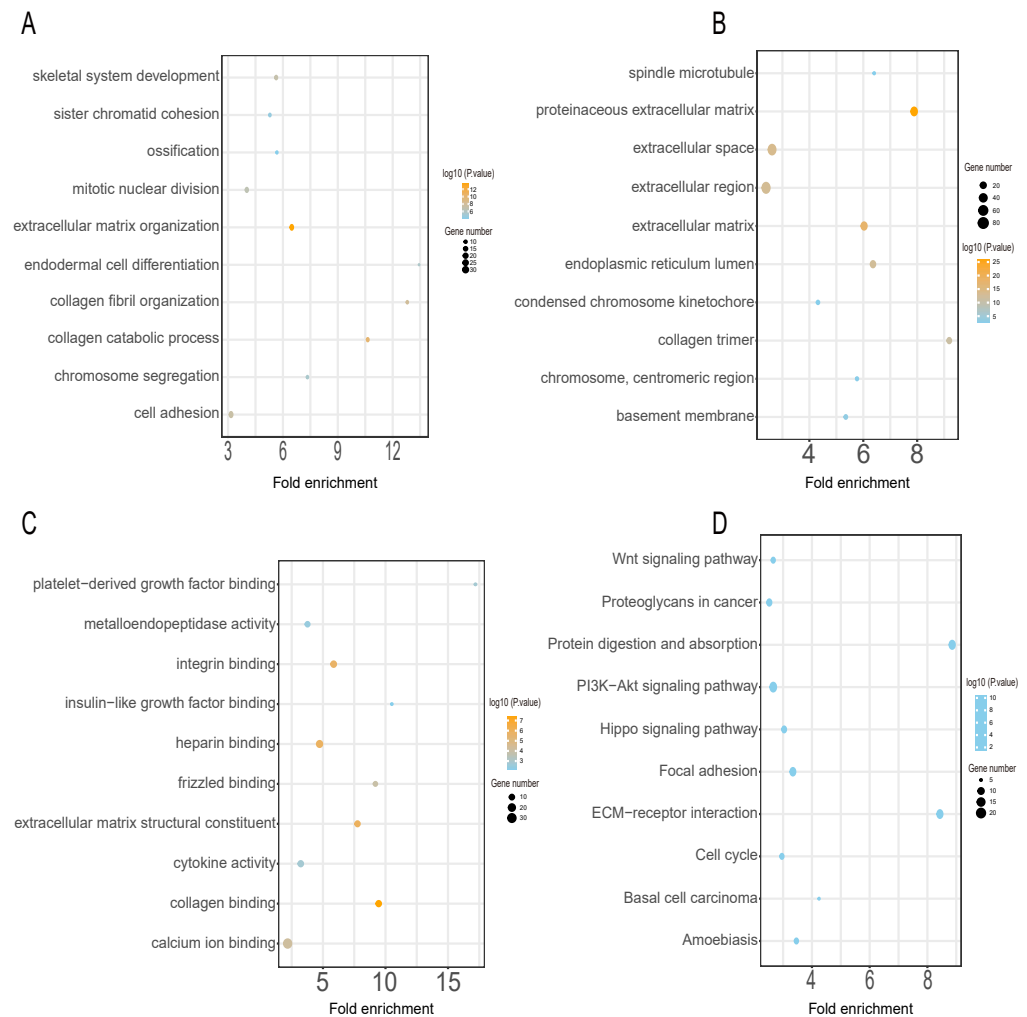 A
skeletal system development
sister chromatid cohesion
ossification
mitotic nuclear division
extracellular matrix organization
endodermal cell differentiation
collagen fibril organization
collagen catabolic process
chromosome segregation
cell adhesion
3 6 9 12
Fold enrichment
log10 (P.value)
12
10
8
6
Gene number
10
15
20
25
30
B
spindle microtubule
proteinaceous extracellular matrix
extracellular space
extracellular region
extracellular matrix
endoplasmic reticulum lumen
condensed chromosome kinetochore
collagen trimer
chromosome, centromeric region
basement membrane
4 6 8
Fold enrichment
Gene number
20
40
60
80
log10 (P.value)
25
20
15
10
5
C
platelet−derived growth factor binding
metalloendopeptidase activity
integrin binding
insulin−like growth factor binding
heparin binding
frizzled binding
extracellular matrix structural constituent
cytokine activity
collagen binding
calcium ion binding
5 10 15
Fold enrichment
log10 (P.value)
7
6
5
4
3
Gene number
10
20
30
D
Wnt signaling pathway
Proteoglycans in cancer
Protein digestion and absorption
PI3K−Akt signaling pathway
Hippo signaling pathway
Focal adhesion
ECM−receptor interaction
Cell cycle
Basal cell carcinoma
Amoebiasis
4 6 8
Fold enrichment
log10 (P.value)
10
8
6
4
2
Gene number
5
10
15
20